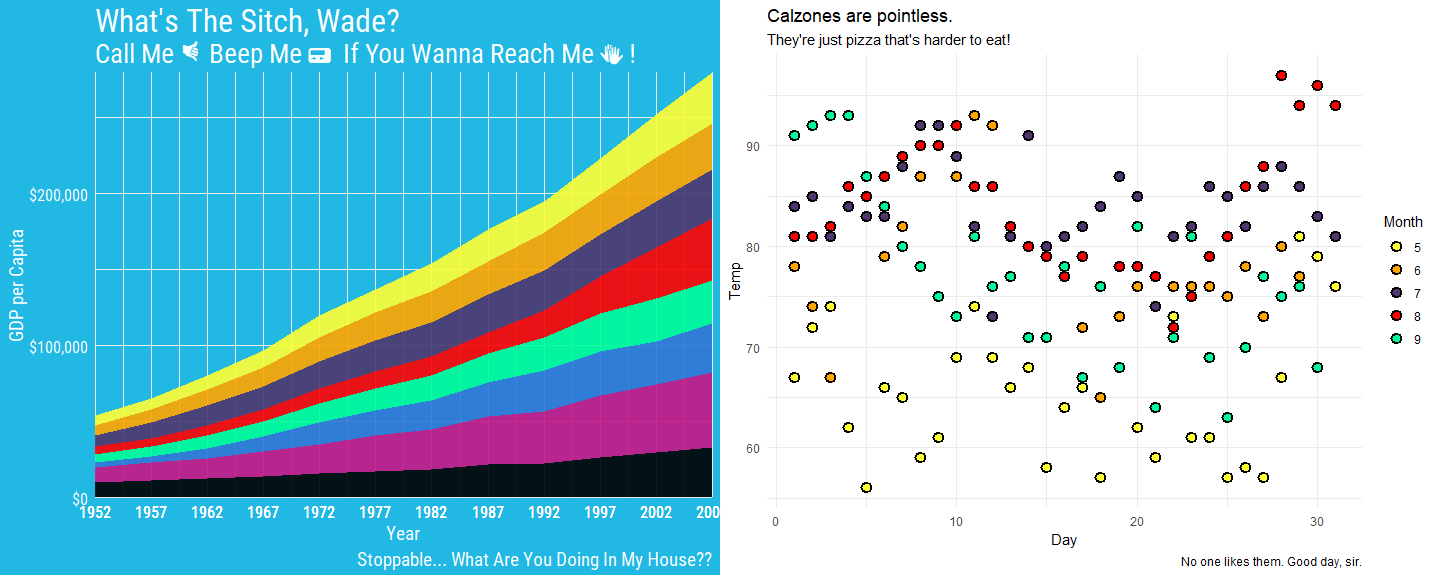 What's The Sitch, Wade?
Call Me 🤙 Beep Me 📟 If You Wanna Reach Me 👋 !
GDP per Capita
$200,000
$100,000
$0
1952 1957 1962 1967 1972 1977 1982 1987 1992 1997 2002 200
Year
Stoppable... What Are You Doing In My House??
Calzones are pointless.
They're just pizza that's harder to eat!
Temp
90
80
70
60
0 10 20 30
Day
Month
5
6
7
8
9
No one likes them. Good day, sir.